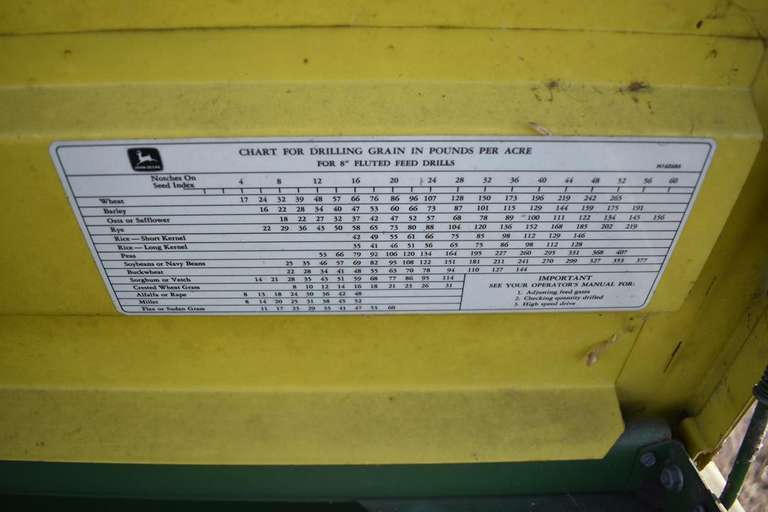 JOHN DEERE
CHART FOR DRILLING GRAIN IN POUNDS PER ACRE
FOR 8" FLUTED FEED DRILLS
Notches On
Seed Index 4 8 12 16 20 24 28 32 36 40 44 48 52 56 60
Wheat 17 24 32 39 48 57 66 76 86 96 107 128 150 173 196 219 242 265
Barley 16 22 28 34 40 47 53 60 66 73 87 101 115 129 144 159 175 191
Oats or Safflower 18 22 27 32 37 42 47 52 57 68 78 89 100 111 122 134 145 156
Rye 22 29 36 43 50 58 65 73 80 88 104 120 136 152 168 185 202 219
Rice — Short Kernel 42 49 55 61 66 75 85 98 112 129 146
Rice — Long Kernel 35 41 46 51 56 65 75 86 98 112 128
Peas 53 66 79 92 106 120 134 164 195 227 260 295 331 368 407
Soybeans or Navy Beans 25 35 46 57 69 82 95 108 122 151 181 211 241 270 299 327 353 377
Buckwheat 22 28 34 41 48 55 63 70 78 94 110 127 144
Sorghum or Vetch 14 21 28 35 43 51 59 68 77 86 95 114
Crested Wheat Grass 8 10 12 14 16 18 21 23 26 31
Alfalfa or Rape 8 13 18 24 30 36 42 48
Millet 8 14 20 25 31 38 45 52
Flax or Sudan Grass 11 17 23 29 35 41 47 53 60
IMPORTANT
SEE YOUR OPERATOR'S MANUAL FOR:
1. Adjusting feed gates
2. Checking quantity drilled
3. High speed drive